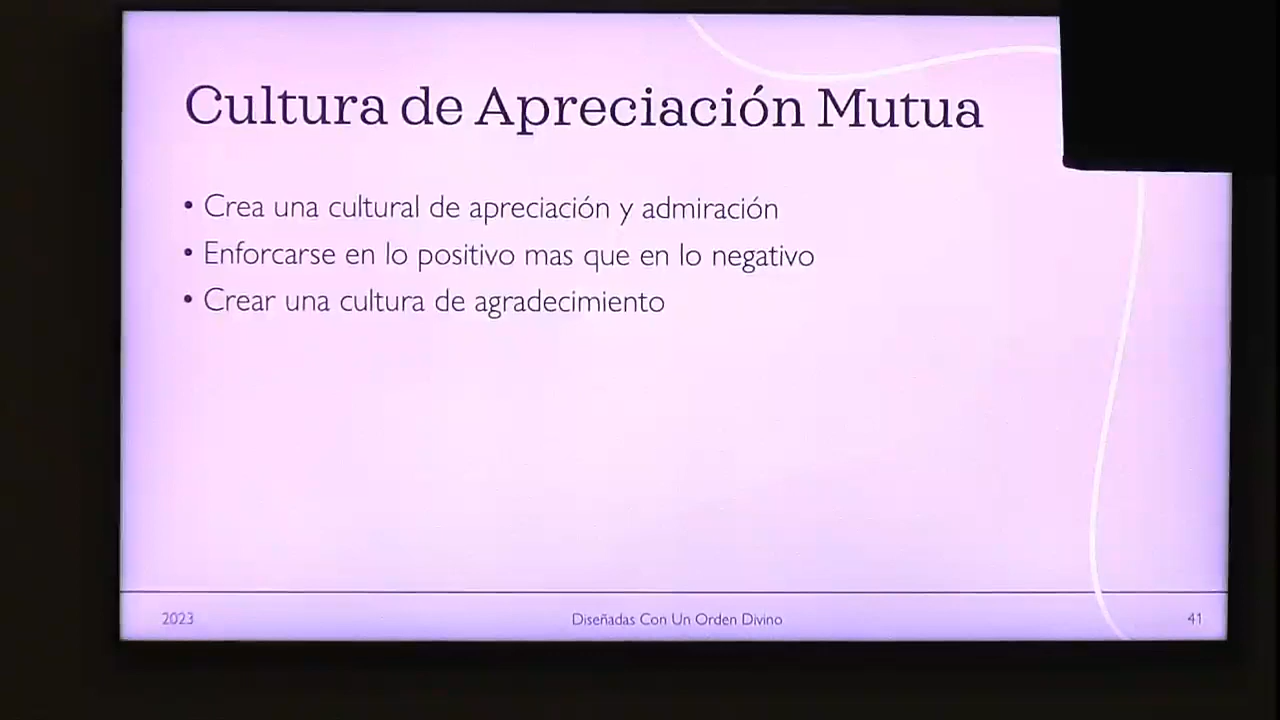 Cultura de Apreciación Mutua
• Crea una cultural de apreciación y admiración
• Enforcarse en lo positivo mas que en lo negativo
• Crear una cultura de agradecimiento
2023
Diseñadas Con Un Orden Divino
41